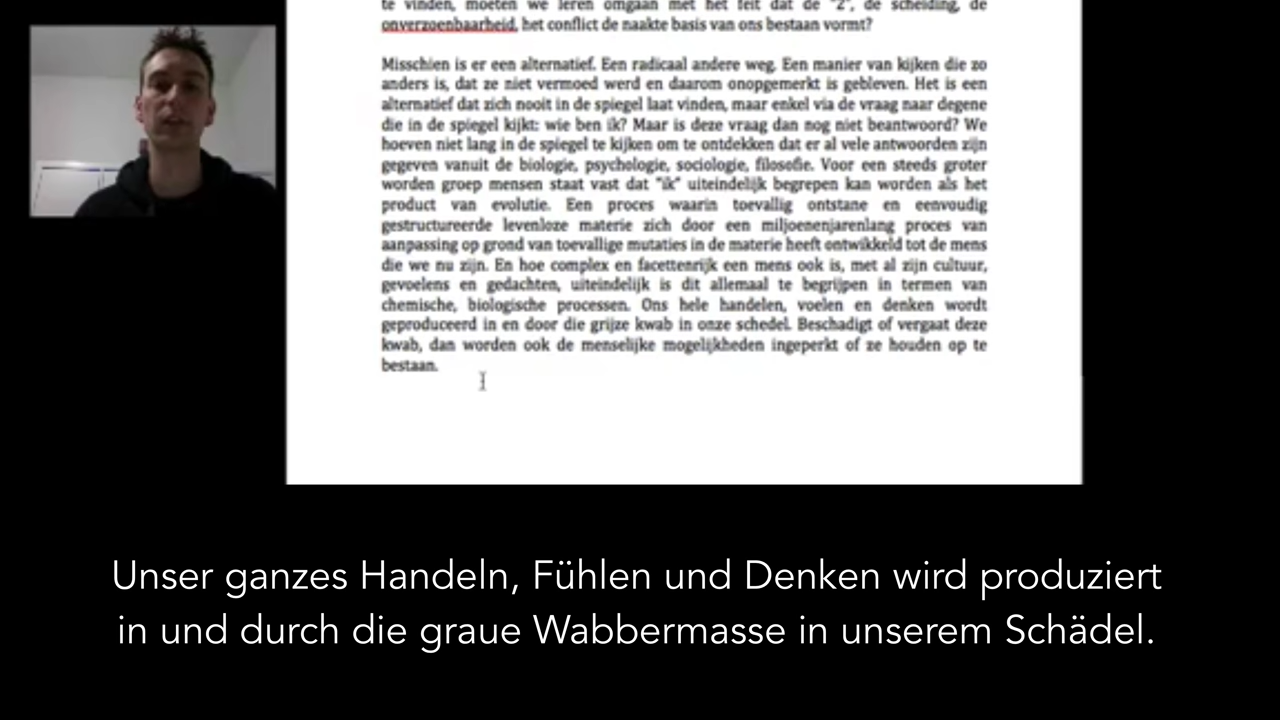 te vinden, moeten we leren omgaan met het feit dat de "2", de scheiding, de
onverzoenbaarheid, het conflict de naakte basis van ons bestaan vormt?
Misschien is er een alternatief. Een radicaal andere weg. Een manier van kijken die zo
anders is, dat ze niet vermoed werd en daarom onopgemerkt is gebleven. Het is een
alternatief dat zich nooit in de spiegel laat vinden, maar enkel via de vraag naar degene
die in de spiegel kijkt: wie ben ik? Maar is deze vraag dan nog niet beantwoord? We
hoeven niet lang in de spiegel te kijken om te ontdekken dat er al vele antwoorden zijn
gegeven vanuit de biologie, psychologie, sociologie, filosofie. Voor een steeds groter
worden groep mensen staat vast dat "ik" uiteindelijk begrepen kan worden als het
product van evolutie. Een proces waarin toevallig ontstane en eenvoudig
gestructureerde levenloze materie zich door een miljoenenjarenlang proces van
aanpassing op grond van toevallige mutaties in de materie heeft ontwikkeld tot de mens
die we nu zijn. En hoe complex en facettenrijk een mens ook is, met al zijn cultuur,
gevoelens en gedachten, uiteindelijk is dit allemaal te begrijpen in termen van
chemische, biologische processen. Ons hele handelen, voelen en denken wordt
geproduceerd in en door die grijze kwab in onze schedel. Beschadigt of vergaat deze
kwab, dan worden ook de menselijke mogelijkheden ingeperkt of ze houden op te
bestaan.
Unser ganzes Handeln, Fühlen und Denken wird produziert
in und durch die graue Wabbermasse in unserem Schädel.